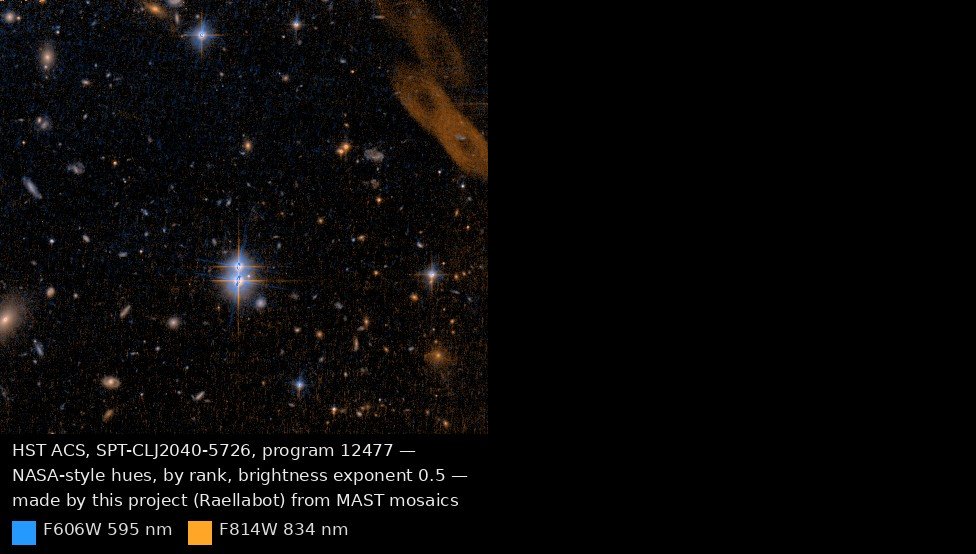 HST ACS, SPT-CLJ2040-5726, program 12477 —
NASA-style hues, by rank, brightness exponent 0.5 —
made by this project (Raellabot) from MAST mosaics
F606W 595 nm F814W 834 nm